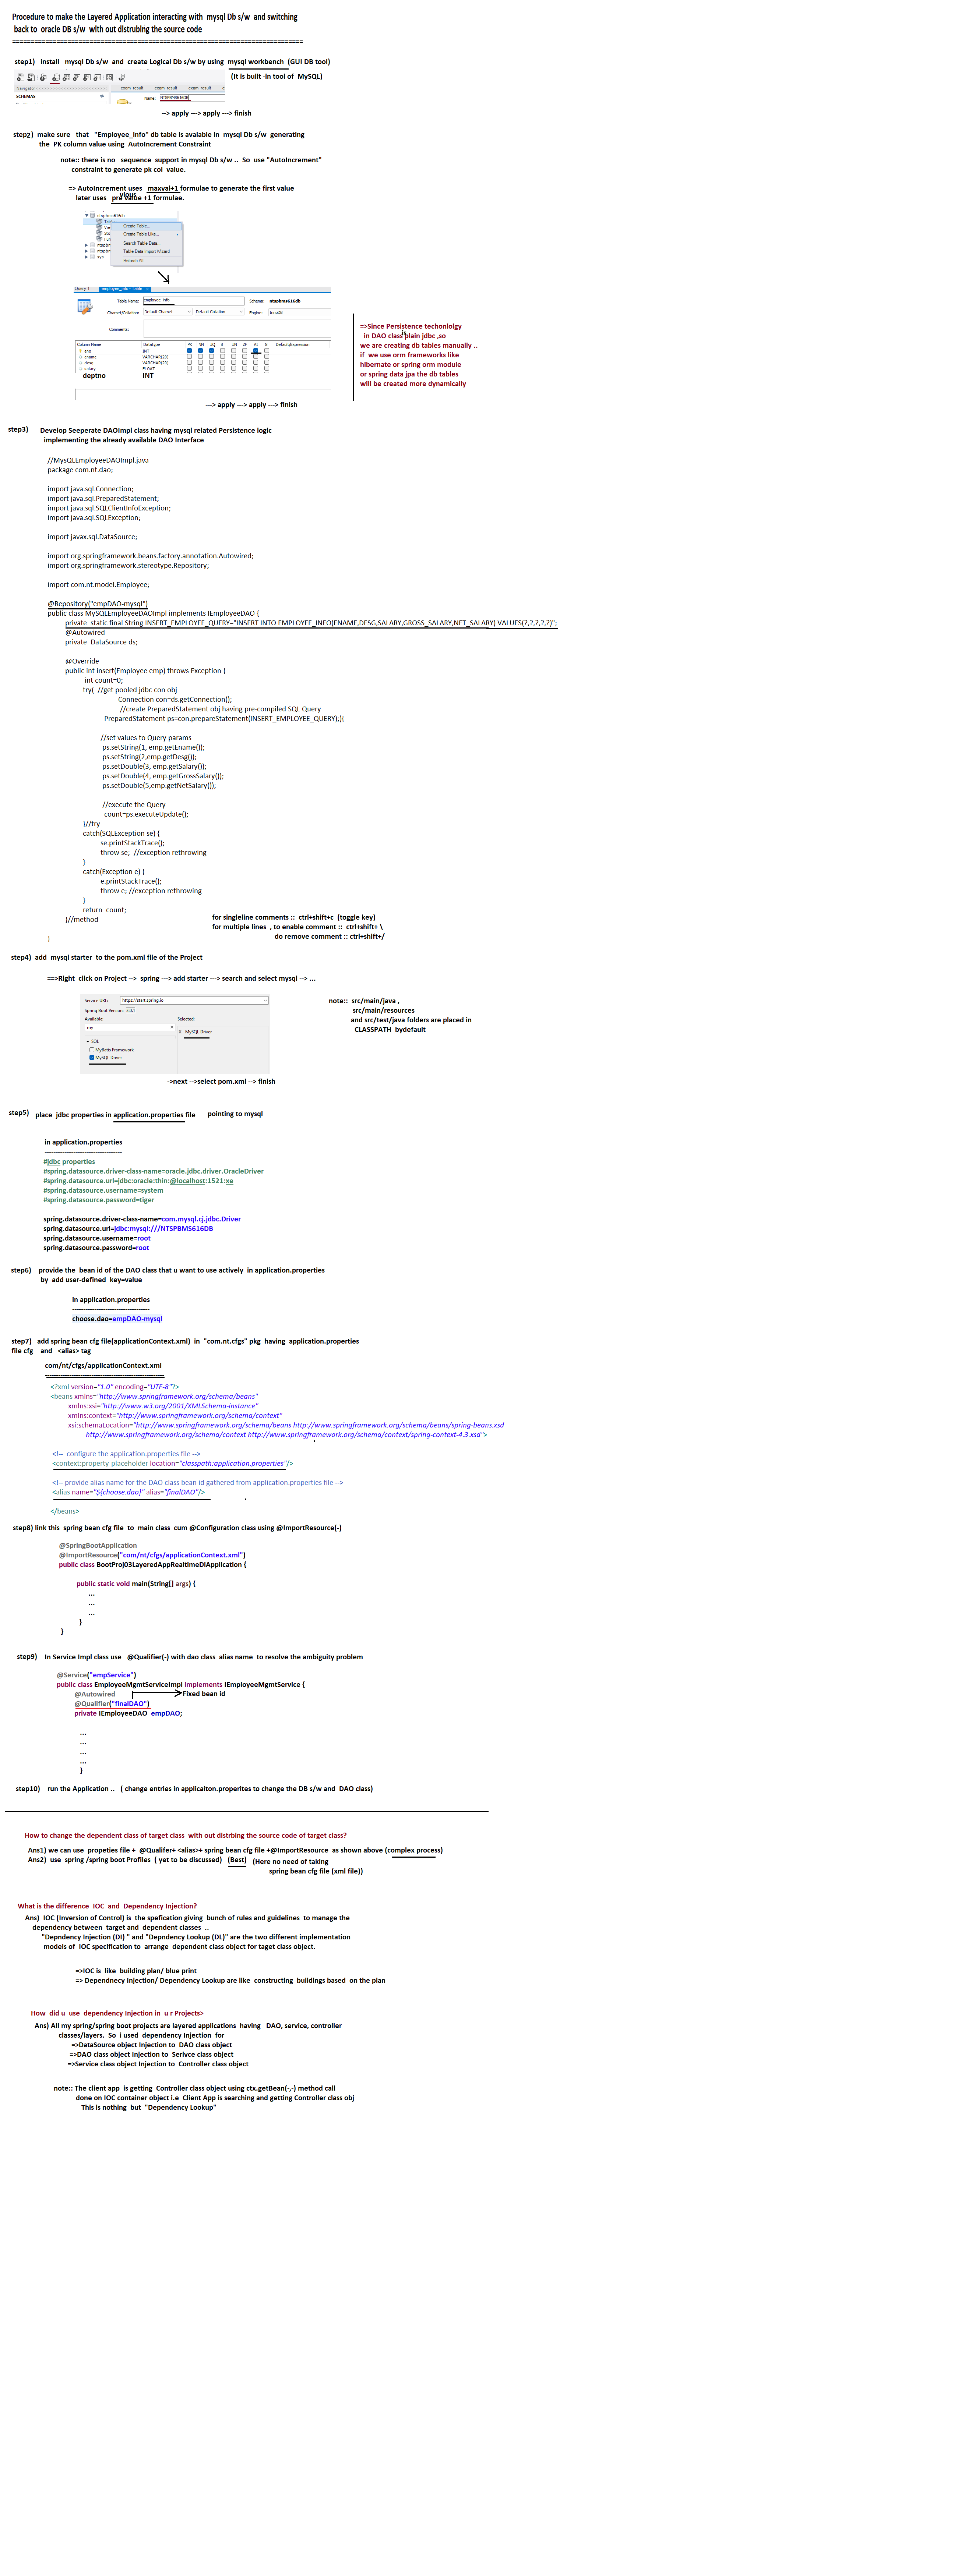 Procedure to make the Layered Application interacting with  mysql Db s/w  and switching
back to  oracle DB s/w  with out distrubing the source code
================================================================================
step1)  install   mysql Db s/w  and  create Logical Db s/w by using  mysql workbench  (GUI DB tool)
(It is built -in tool of  MySQL)
Navigator
SCHEMAS
exam_result   exam_result   exam_result
Name:
--> apply ---> apply ---> finish
step2)  make sure   that   "Employee_info" db table is avaiable in  mysql Db s/w  generating
the  PK column value using  AutoIncrement Constraint
note:: there is no   sequence  support in mysql Db s/w ..  So  use "AutoIncrement"
constraint to generate pk col  value.
=> AutoIncrement uses   maxval+1 formulae to generate the first value
vious
later uses   pre value +1 formulae.
ntspbms616db
Create Table...
Create Table Like...
Search Table Data...
Table Data Import Wizard
Refresh All
sys
Query 1   employee_info - Table
Table Name: employee_info   Schema: ntspbms616db
Charset/Collation: Default Charset   Default Collation   Engine: InnoDB
Comments:
Column Name   Datatype   PK   NN   UQ   B   UN   ZF   AI   G   Default/Expression
eno   INT
ename   VARCHAR(20)
desg   VARCHAR(20)
salary   FLOAT
deptno   INT
=>Since Persistence techonlolgy
is
in DAO class plain jdbc ,so
we are creating db tables manually ..
if  we use orm frameworks like
hibernate or spring orm module
or spring data jpa the db tables
will be created more dynamically
---> apply ---> apply ---> finish
step3)   Develop Seeperate DAOImpl class having mysql related Persistence logic
implementing the already available DAO Interface
//MysQLEmployeeDAOImpl.java
package com.nt.dao;
import java.sql.Connection;
import java.sql.PreparedStatement;
import java.sql.SQLClientInfoException;
import java.sql.SQLException;
import javax.sql.DataSource;
import org.springframework.beans.factory.annotation.Autowired;
import org.springframework.stereotype.Repository;
import com.nt.model.Employee;
@Repository("empDAO-mysql")
public class MySQLEmployeeDAOImpl implements IEmployeeDAO {
private  static final String INSERT_EMPLOYEE_QUERY="INSERT INTO EMPLOYEE_INFO(ENAME,DESG,SALARY,GROSS_SALARY,NET_SALARY) VALUES(?,?,?,?,?)";
@Autowired
private  DataSource ds;
@Override
public int insert(Employee emp) throws Exception {
int count=0;
try(  //get pooled jdbc con obj
Connection con=ds.getConnection();
//create PreparedStatement obj having pre-compiled SQL Query
PreparedStatement ps=con.prepareStatement(INSERT_EMPLOYEE_QUERY);){
//set values to Query params
ps.setString(1, emp.getEname());
ps.setString(2,emp.getDesg());
ps.setDouble(3, emp.getSalary());
ps.setDouble(4, emp.getGrossSalary());
ps.setDouble(5,emp.getNetSalary());
//execute the Query
count=ps.executeUpdate();
}//try
catch(SQLException se) {
se.printStackTrace();
throw se;  //exception rethrowing
}
catch(Exception e) {
e.printStackTrace();
throw e; //exception rethrowing
}
return  count;
}//method
}
for singleline comments ::  ctrl+shift+c  (toggle key)
for multiple lines  , to enable comment ::  ctrl+shift+ \
do remove comment :: ctrl+shift+/
step4)  add  mysql starter  to the pom.xml file of the Project
==>Right  click on Project -->  spring ---> add starter ---> search and select mysql --> ...
Service URL:   https://start.spring.io
Spring Boot Version:  3.0.1
Available:   Selected:
my
X   MySQL Driver
SQL
MyBatis Framework
MySQL Driver
note::  src/main/java ,
src/main/resources
and src/test/java folders are placed in
CLASSPATH  bydefault
->next -->select pom.xml --> finish
step5)   place  jdbc properties in application.properties file      pointing to mysql
in application.properties
-----------------------------------
#jdbc properties
#spring.datasource.driver-class-name=oracle.jdbc.driver.OracleDriver
#spring.datasource.url=jdbc:oracle:thin:@localhost:1521:xe
#spring.datasource.username=system
#spring.datasource.password=tiger
spring.datasource.driver-class-name=com.mysql.cj.jdbc.Driver
spring.datasource.url=jdbc:mysql:///NTSPBMS616DB
spring.datasource.username=root
spring.datasource.password=root
step6)    provide the  bean id of the DAO class that u want to use actively  in application.properties
by  add user-defined  key=value
in application.properties
-----------------------------------
choose.dao=empDAO-mysql
step7)   add spring bean cfg file(applicationContext.xml)  in  "com.nt.cfgs" pkg  having  application.properties
file cfg    and   <alias> tag
com/nt/cfgs/applicationContext.xml
------------------------------------------------------
<?xml version="1.0" encoding="UTF-8"?>
<beans xmlns="http://www.springframework.org/schema/beans"
xmlns:xsi="http://www.w3.org/2001/XMLSchema-instance"
xmlns:context="http://www.springframework.org/schema/context"
xsi:schemaLocation="http://www.springframework.org/schema/beans http://www.springframework.org/schema/beans/spring-beans.xsd
http://www.springframework.org/schema/context http://www.springframework.org/schema/context/spring-context-4.3.xsd">
<!--  configure the application.properties file -->
<context:property-placeholder location="classpath:application.properties"/>
<!-- provide alias name for the DAO class bean id gathered from application.properties file -->
<alias name="${choose.dao}" alias="finalDAO"/>
</beans>
step8) link this  spring bean cfg file  to  main class  cum @Configuration class using @ImportResource(-)
@SpringBootApplication
@ImportResource("com/nt/cfgs/applicationContext.xml")
public class BootProj03LayeredAppRealtimeDiApplication {
public static void main(String[] args) {
...
...
...
}
}
step9)    In Service Impl class use   @Qualifier(-) with dao class  alias name  to resolve the ambiguity problem
@Service("empService")
public class EmployeeMgmtServiceImpl implements IEmployeeMgmtService {
@Autowired   Fixed bean id
@Qualifier("finalDAO")
private IEmployeeDAO  empDAO;
...
...
...
...
}
step10)    run the Application ..   ( change entries in applicaiton.properites to change the DB s/w and  DAO class)
How to change the dependent class of target class  with out distrbing the source code of target class?
Ans1) we can use  propeties file +  @Qualifer+ <alias>+ spring bean cfg file +@ImportResource  as shown above (complex process)
Ans2)  use  spring /spring boot Profiles  ( yet to be discussed)   (Best)   (Here no need of taking
spring bean cfg file (xml file))
What is the difference  IOC  and  Dependency Injection?
Ans)  IOC (Inversion of Control) is  the spefication giving  bunch of rules and guidelines  to manage the
dependency between  target and  dependent classes  ..
"Depndency Injection (DI) " and "Depndency Lookup (DL)" are the two different implementation
models of  IOC specification to  arrange  dependent class object for taget class object.
=>IOC is  like  building plan/ blue print
=> Dependnecy Injection/ Dependency Lookup are like  constructing  buildings based  on the plan
How  did u  use  dependency Injection in  u r Projects>
Ans) All my spring/spring boot projects are layered applications  having   DAO, service, controller
classes/layers.  So  i used  dependency Injection  for
=>DataSource object Injection to  DAO class object
=>DAO class object Injection to  Serivce class object
=>Service class object Injection to  Controller class object
note:: The client app  is getting  Controller class object using ctx.getBean(-,-) method call
done on IOC container object i.e  Client App is searching and getting Controller class obj
This is nothing  but  "Dependency Lookup"